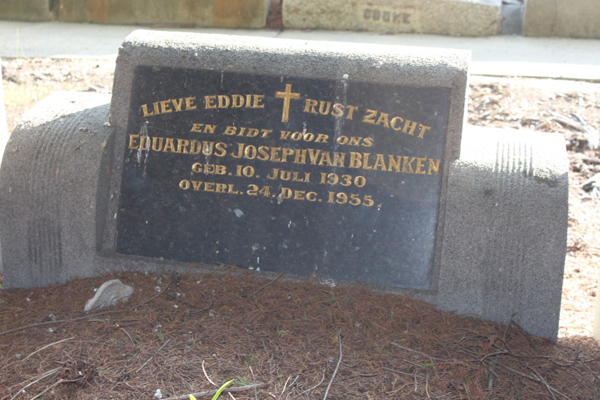 COOKE
LIEVE EDDIE ✝ RUST ZACHT
EN BIDT VOOR ONS
EDUARDUS JOSEPH VAN BLANKEN
GEB. 10. JULI 1930
OVERL. 24. DEC. 1955.